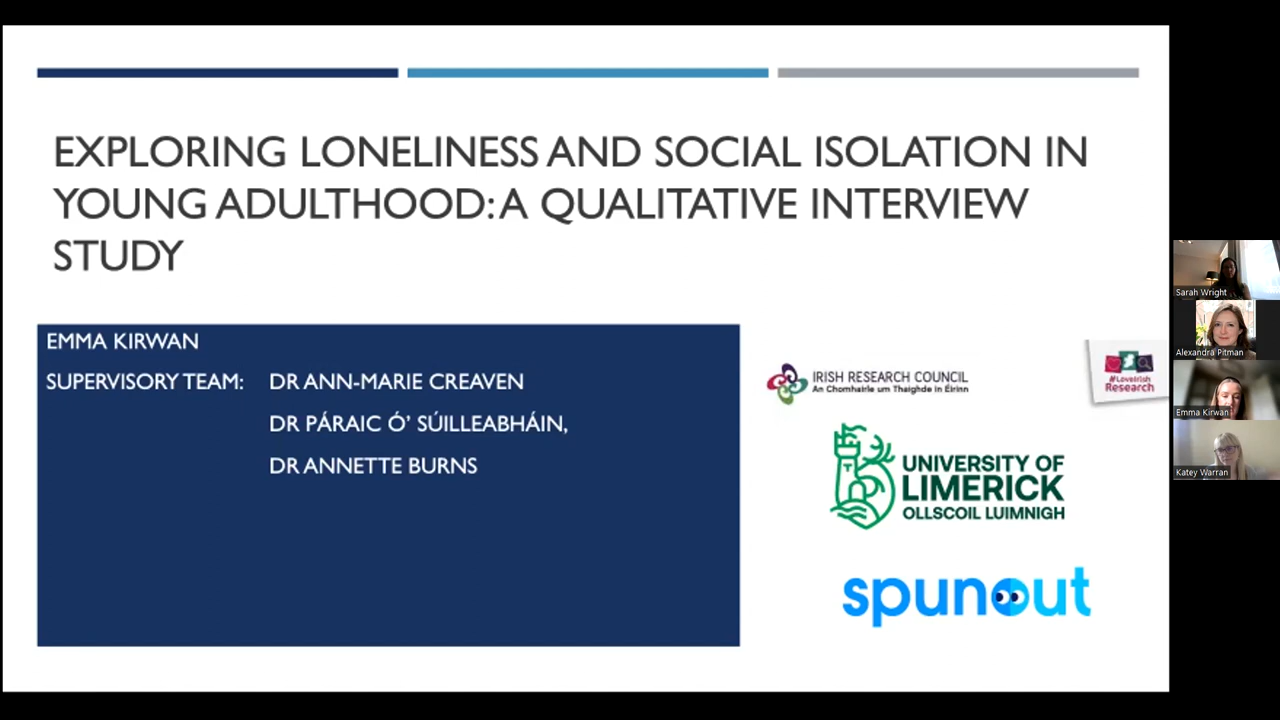 EXPLORING LONELINESS AND SOCIAL ISOLATION IN
YOUNG ADULTHOOD: A QUALITATIVE INTERVIEW
STUDY
EMMA KIRWAN
SUPERVISORY TEAM: DR ANN-MARIE CREAVEN
DR PÁRAIC Ó' SÚILLEABHÁIN,
DR ANNETTE BURNS
IRISH RESEARCH COUNCIL
An Chomhairle um Thaighde in Éirinn
#LoveIrish
Research
UNIVERSITY OF
LIMERICK
OLLSCOIL LUIMNIGH
spunout
Sarah Wright
Alexandra Pitman
Emma Kirwan
Katey Warran